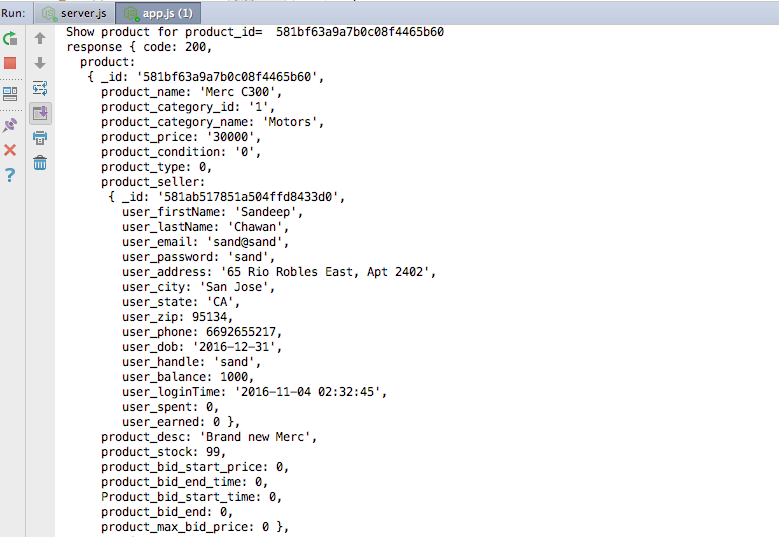 Run: server.js app.js (1)
Show product for product_id=  581bf63a9a7b0c08f4465b60
response { code: 200,
  product:
   { _id: '581bf63a9a7b0c08f4465b60',
     product_name: 'Merc C300',
     product_category_id: '1',
     product_category_name: 'Motors',
     product_price: '30000',
     product_condition: '0',
     product_type: 0,
     product_seller:
      { _id: '581ab517851a504ffd8433d0',
        user_firstName: 'Sandeep',
        user_lastName: 'Chawan',
        user_email: 'sand@sand',
        user_password: 'sand',
        user_address: '65 Rio Robles East, Apt 2402',
        user_city: 'San Jose',
        user_state: 'CA',
        user_zip: 95134,
        user_phone: 6692655217,
        user_dob: '2016-12-31',
        user_handle: 'sand',
        user_balance: 1000,
        user_loginTime: '2016-11-04 02:32:45',
        user_spent: 0,
        user_earned: 0 },
     product_desc: 'Brand new Merc',
     product_stock: 99,
     product_bid_start_price: 0,
     product_bid_end_time: 0,
     Product_bid_start_time: 0,
     product_bid_end: 0,
     product_max_bid_price: 0 },